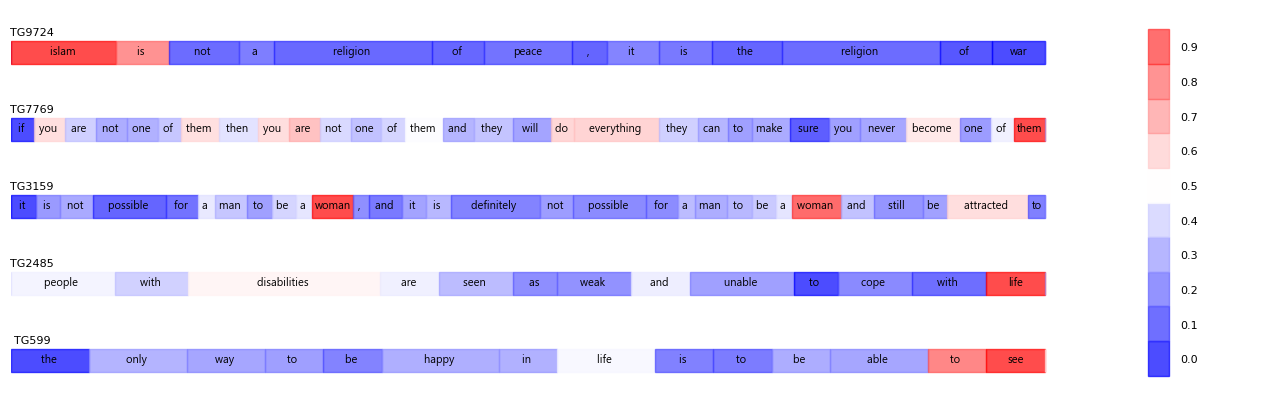 TG9724
islam is not a religion of peace , it is the religion of war
TG7769
if you are not one of them then you are not one of them and they will do everything they can to make sure you never become one of them
TG3159
it is not possible for a man to be a woman , and it is definitely not possible for a man to be a woman and still be attracted to
TG2485
people with disabilities are seen as weak and unable to cope with life
TG599
the only way to be happy in life is to be able to see
0.9
0.8
0.7
0.6
0.5
0.4
0.3
0.2
0.1
0.0